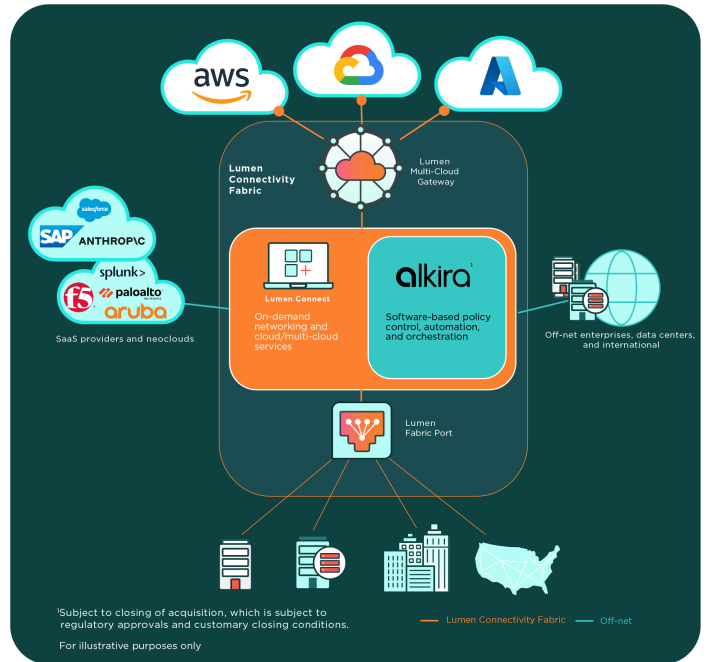 aws
Lumen
Connectivity
Fabric
Lumen
Multi-Cloud
Gateway
salesforce
SAP
ANTHROP\C
splunk>
f5
paloalto
NETWORKS
aruba
SaaS providers and neoclouds
Lumen Connect
On-demand
networking and
cloud/multi-cloud
services
alkira¹
Software-based policy
control, automation,
and orchestration
Off-net enterprises, data centers,
and international
Lumen
Fabric Port
¹Subject to closing of acquisition, which is subject to
regulatory approvals and customary closing conditions.
For illustrative purposes only
Lumen Connectivity Fabric
Off-net